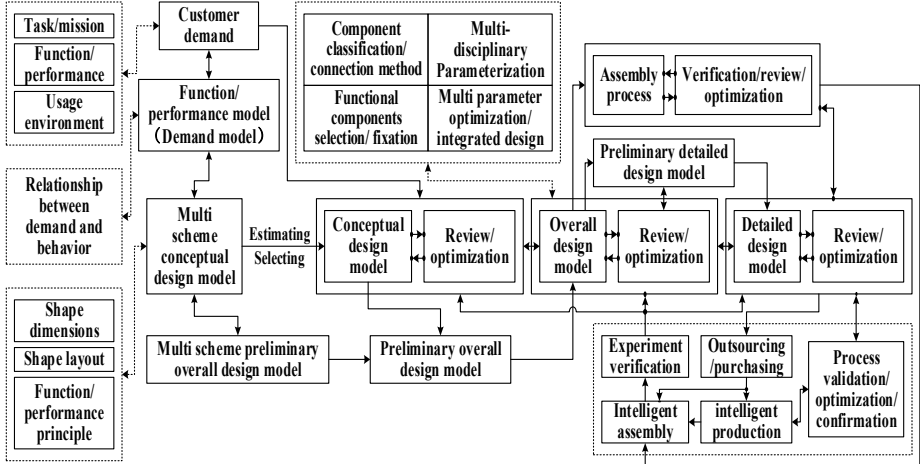 Task/mission
Function/
performance
Usage
environment
Customer
demand
Function/
performance model
（Demand model）
Relationship
between
demand and
behavior
Multi
scheme
conceptual
design model
Shape
dimensions
Shape layout
Function/
performance
principle
Multi scheme preliminary
overall design model
Component
classification/
connection method
Multi-
disciplinary
Parameterization
Functional
components
selection/ fixation
Multi parameter
optimization/
integrated design
Estimating
Selecting
Conceptual
design
model
Review/
optimization
Preliminary overall
design model
Overall
design
model
Review/
optimization
Assembly
process
Verification/review/
optimization
Preliminary detailed
design model
Detailed
design
model
Review/
optimization
Experiment
verification
Outsourcing
/purchasing
Intelligent
assembly
intelligent
production
Process
validation/
optimization/
confirmation